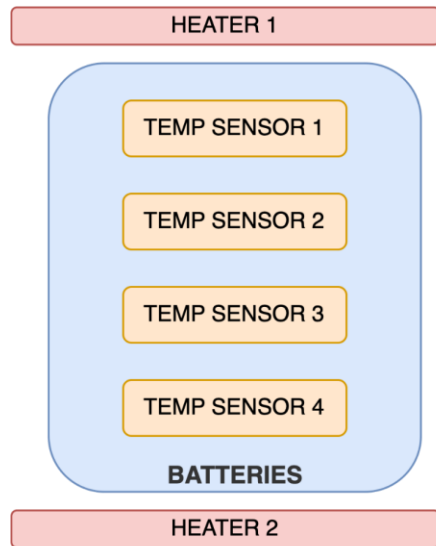 HEATER 1
TEMP SENSOR 1
TEMP SENSOR 2
TEMP SENSOR 3
TEMP SENSOR 4
BATTERIES
HEATER 2